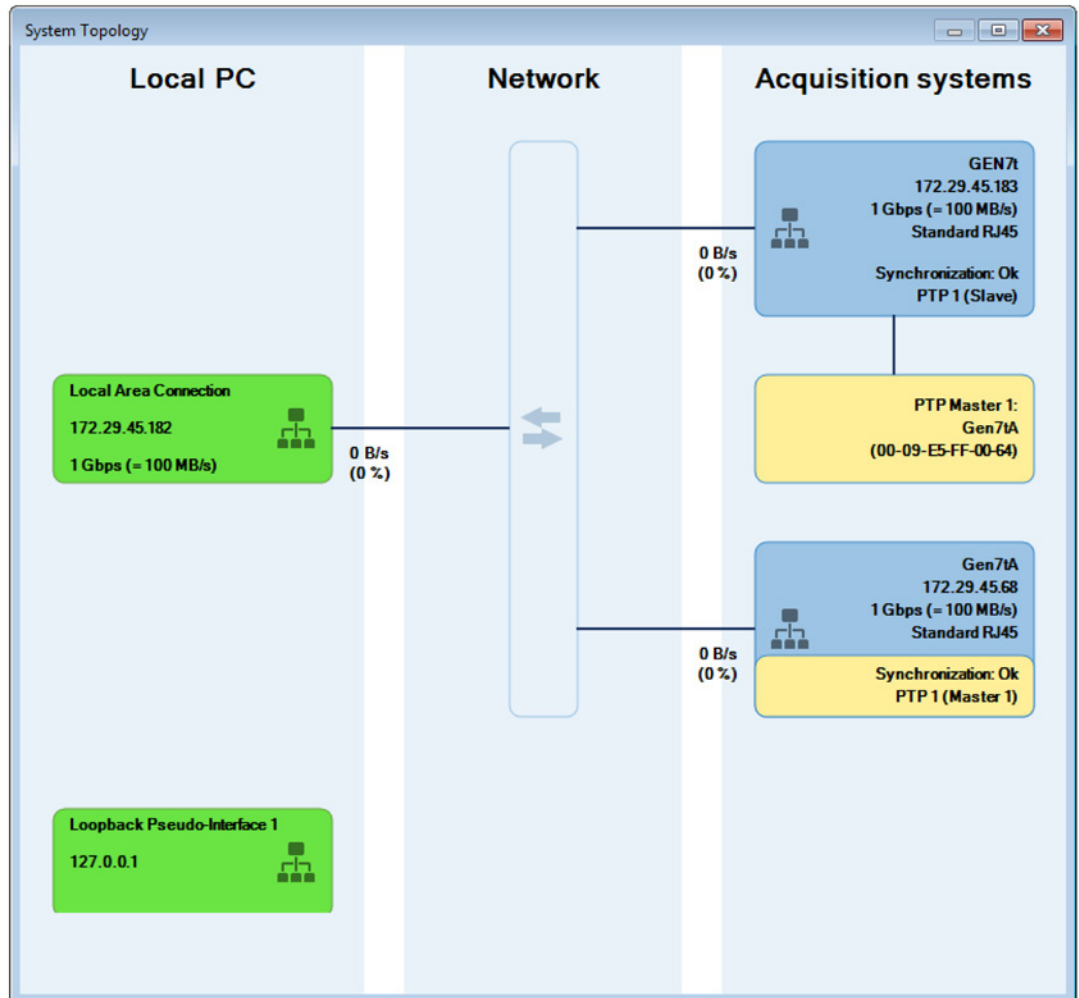 System Topology
Local PC
Network
Acquisition systems
GEN7t
172.29.45.183
1 Gbps (= 100 MB/s)
Standard RJ45
0 B/s
(0 %)
Synchronization: Ok
PTP 1 (Slave)
Local Area Connection
172.29.45.182
1 Gbps (= 100 MB/s)
0 B/s
(0 %)
PTP Master 1:
Gen7tA
(00-09-E5-FF-00-64)
Gen7tA
172.29.45.68
1 Gbps (= 100 MB/s)
Standard RJ45
0 B/s
(0 %)
Synchronization: Ok
PTP 1 (Master 1)
Loopback Pseudo-Interface 1
127.0.0.1